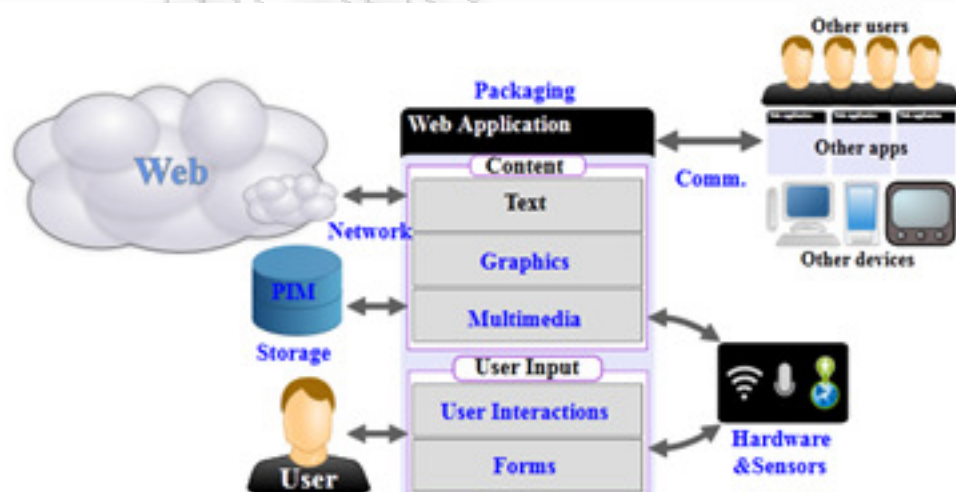 Other users
Packaging
Web Application
Other apps
Content
Comm.
Web
Text
Network
Graphics
Other devices
PIM
Multimedia
Storage
User Input
User Interactions
Hardware
&Sensors
Forms
User